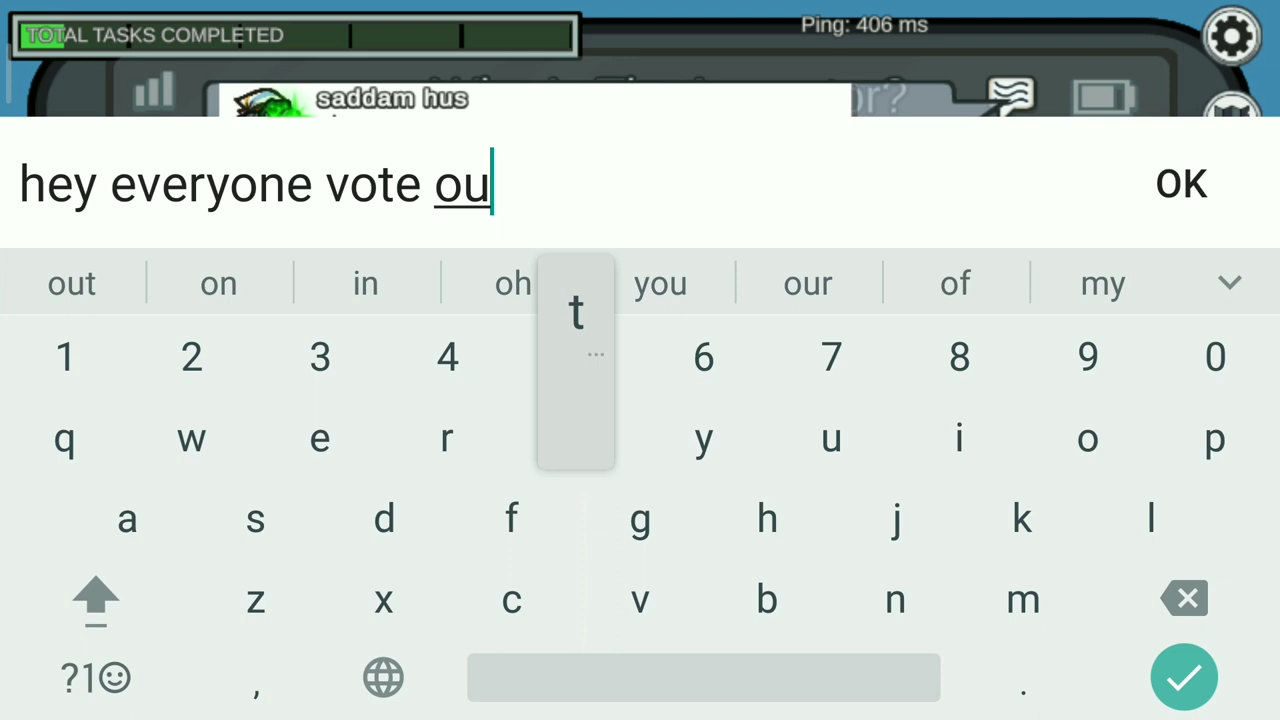 TOTAL TASKS COMPLETED
Ping: 406 ms
or?
saddam hus
hey everyone vote ou
OK
out on in oh you our of my
t
1 2 3 4 6 7 8 9 0
q w e r y u i o p
a s d f g h j k l
z x c v b n m
?1☺ , .